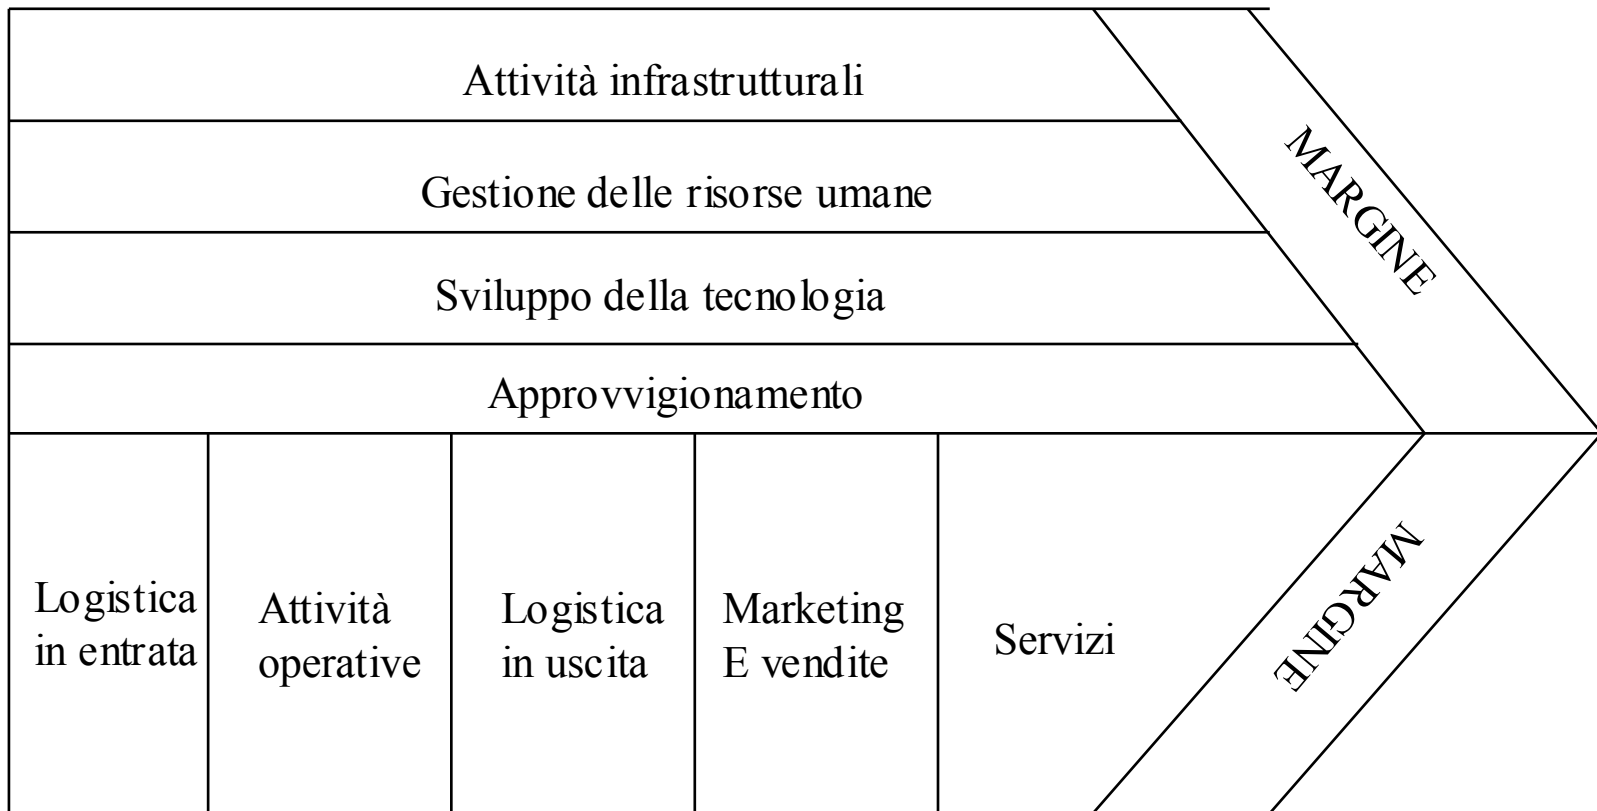 Attività infrastrutturali
Gestione delle risorse umane
Sviluppo della tecnologia
Approvvigionamento
MARGINE
Logistica
in entrata
Attività
operative
Logistica
in uscita
Marketing
E vendite
Servizi
MARGINE